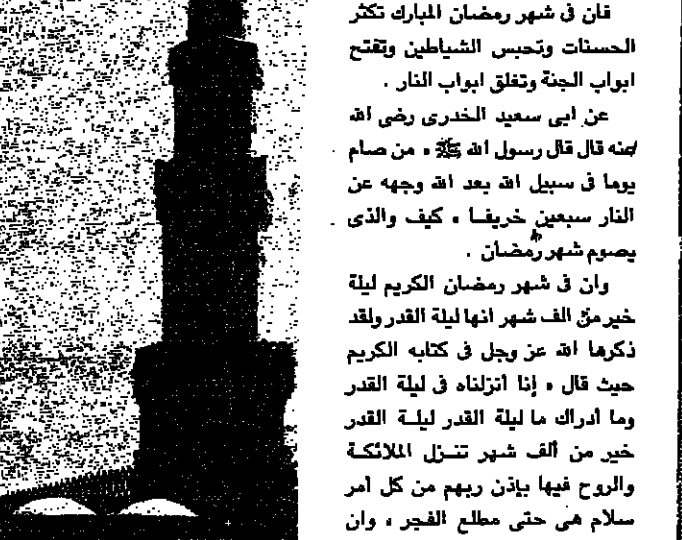 فان فى شهر رمضان المبارك تكثر
الحسنات وتحبس الشياطين وتفتح
ابواب الجنة وتغلق ابواب النار .
عن ابى سعيد الخدرى رضى الله
عنه قال قال رسول الله ﷺ « من صام
يوما فى سبيل الله بعد الله وجهه عن
النار سبعين خريفا » كيف والذى
يصوم شهر رمضان .
وان فى شهر رمضان الكريم ليلة
خير من الف شهر انها ليلة القدر ولقد
ذكرها الله عز وجل فى كتابه الكريم
حيث قال « إنا أنزلناه فى ليلة القدر
وما أدراك ما ليلة القدر ليلة القدر
خير من ألف شهر تنزل الملائكة
والروح فيها بإذن ربهم من كل أمر
سلام هى حتى مطلع الفجر » وان